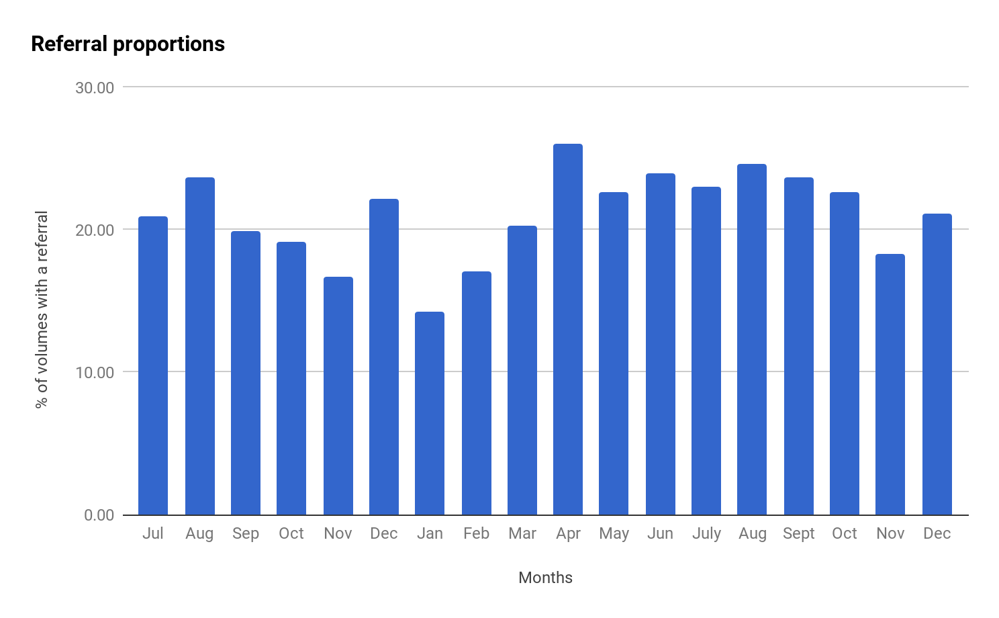 Referral proportions
30.00
20.00
10.00
0.00
% of volumes with a referral
Jul Aug Sep Oct Nov Dec Jan Feb Mar Apr May Jun July Aug Sept Oct Nov Dec
Months